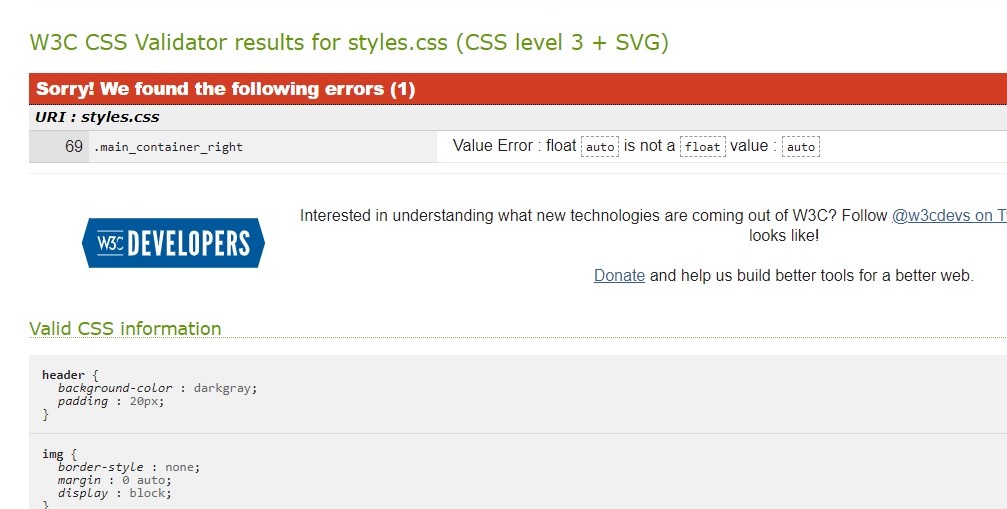 W3C CSS Validator results for styles.css (CSS level 3 + SVG)
Sorry! We found the following errors (1)
URI : styles.css
69 .main_container_right Value Error : float auto is not a float value : auto
Interested in understanding what new technologies are coming out of W3C? Follow @w3cdevs on T
looks like!
W3C DEVELOPERS
Donate and help us build better tools for a better web.
Valid CSS information
header {
background-color : darkgray;
padding : 20px;
}
img {
border-style : none;
margin : 0 auto;
display : block;
}